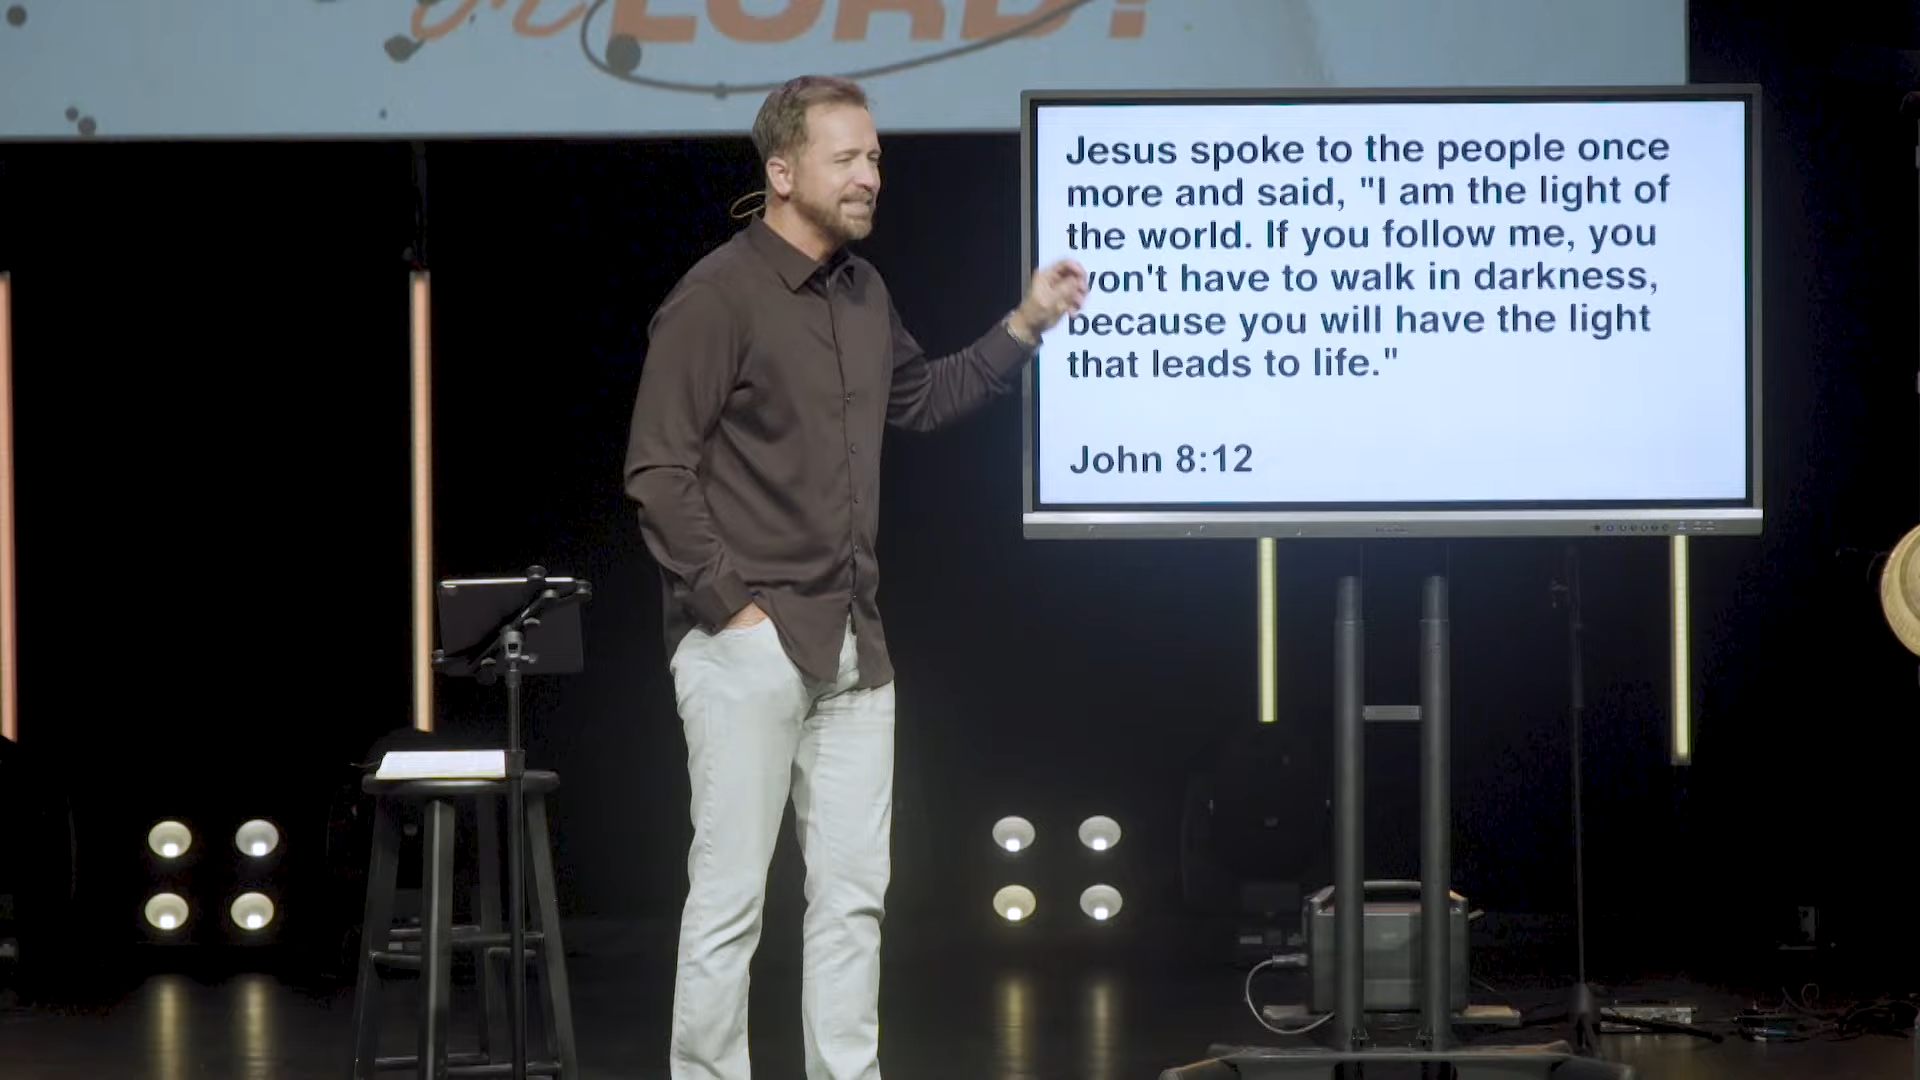 or LORD?
Jesus spoke to the people once
more and said, "I am the light of
the world. If you follow me, you
won't have to walk in darkness,
because you will have the light
that leads to life."
John 8:12